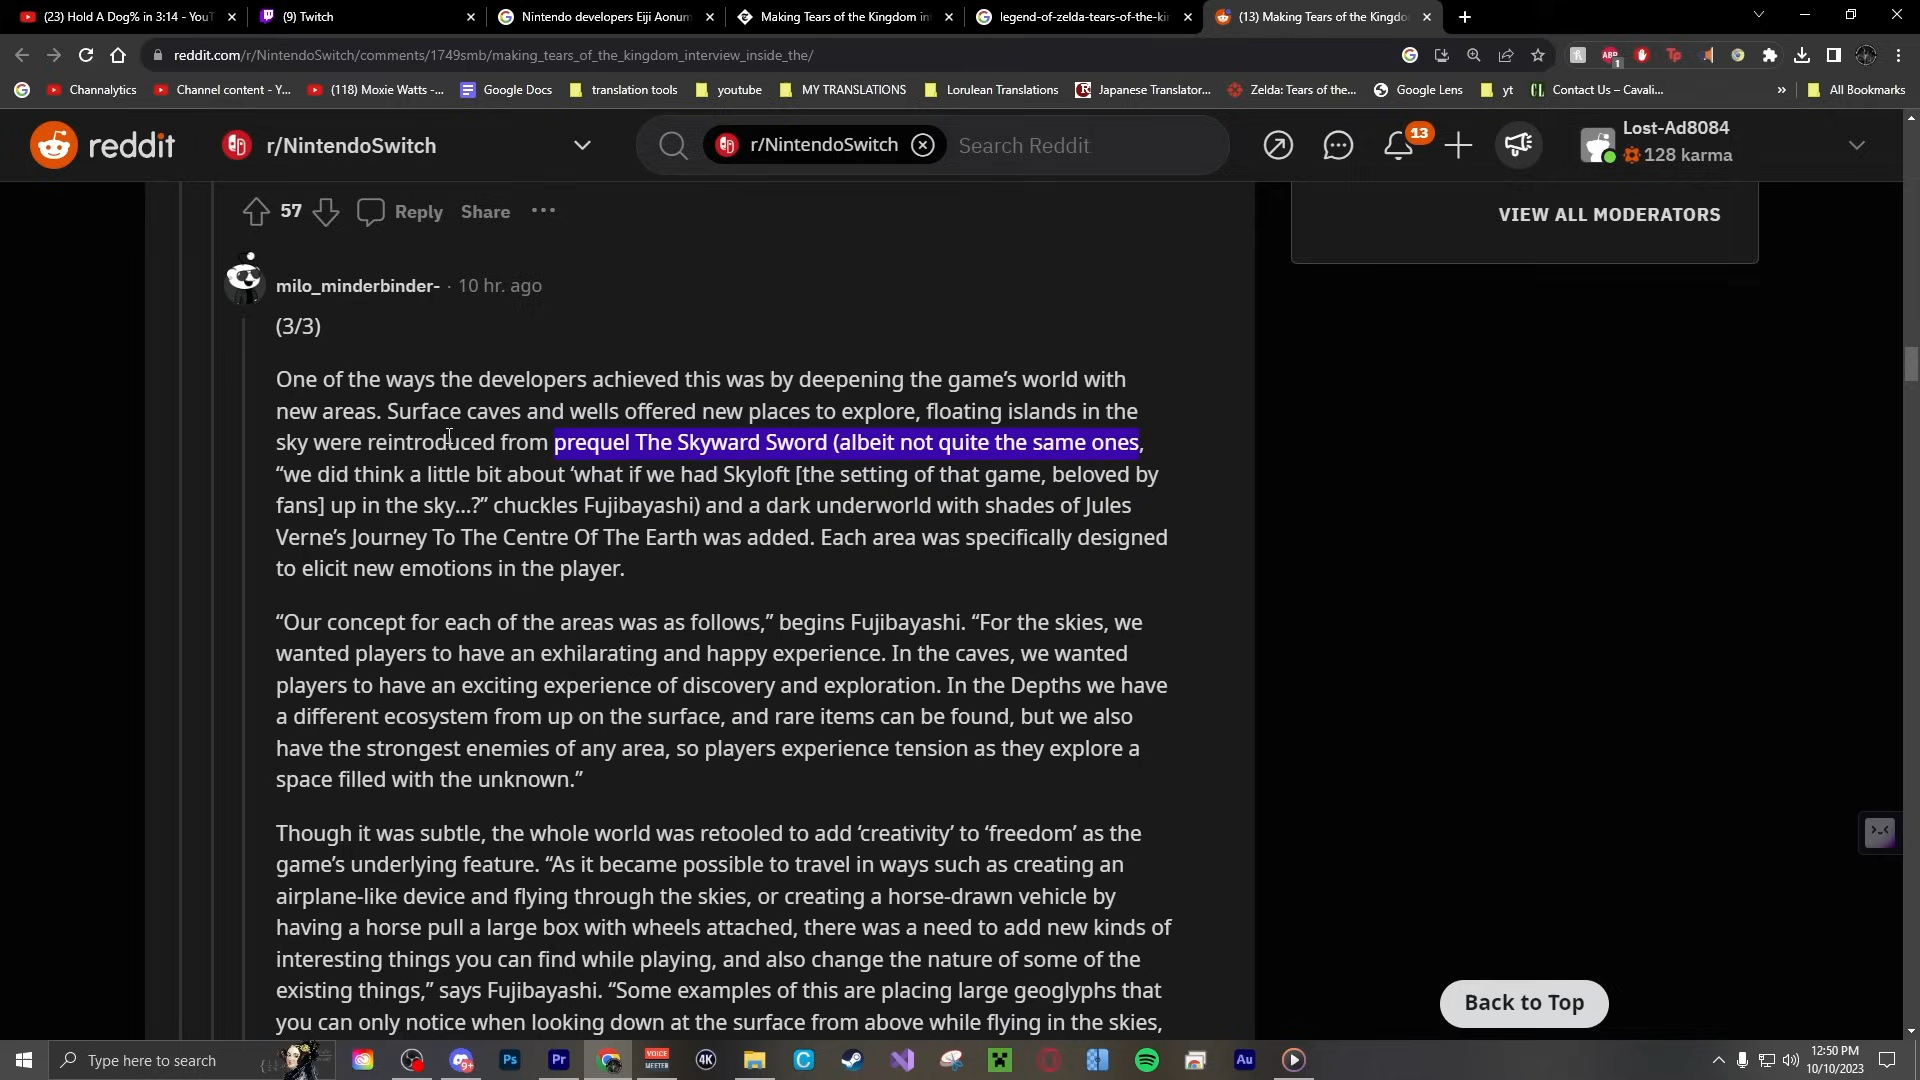 (23) Hold A Dog% in 3:14 - YouT
(9) Twitch
Nintendo developers Eiji Aonum
Making Tears of the Kingdom in
legend-of-zelda-tears-of-the-ki
(13) Making Tears of the Kingdo
reddit.com/r/NintendoSwitch/comments/1749smb/making_tears_of_the_kingdom_interview_inside_the/
Channalytics
Channel content - Y...
(118) Moxie Watts -...
Google Docs
translation tools
youtube
MY TRANSLATIONS
Lorulean Translations
Japanese Translator...
Zelda: Tears of the...
Google Lens
yt
Contact Us – Cavali...
»
All Bookmarks
reddit
r/NintendoSwitch
r/NintendoSwitch
Search Reddit
13
Lost-Ad8084
128 karma
57
Reply
Share
VIEW ALL MODERATORS
milo_minderbinder- · 10 hr. ago
(3/3)
One of the ways the developers achieved this was by deepening the game’s world with
new areas. Surface caves and wells offered new places to explore, floating islands in the
sky were reintroduced from prequel The Skyward Sword (albeit not quite the same ones,
“we did think a little bit about ‘what if we had Skyloft [the setting of that game, beloved by
fans] up in the sky...?” chuckles Fujibayashi) and a dark underworld with shades of Jules
Verne’s Journey To The Centre Of The Earth was added. Each area was specifically designed
to elicit new emotions in the player.
“Our concept for each of the areas was as follows,” begins Fujibayashi. “For the skies, we
wanted players to have an exhilarating and happy experience. In the caves, we wanted
players to have an exciting experience of discovery and exploration. In the Depths we have
a different ecosystem from up on the surface, and rare items can be found, but we also
have the strongest enemies of any area, so players experience tension as they explore a
space filled with the unknown.”
Though it was subtle, the whole world was retooled to add ‘creativity’ to ‘freedom’ as the
game’s underlying feature. “As it became possible to travel in ways such as creating an
airplane-like device and flying through the skies, or creating a horse-drawn vehicle by
having a horse pull a large box with wheels attached, there was a need to add new kinds of
interesting things you can find while playing, and also change the nature of some of the
existing things,” says Fujibayashi. “Some examples of this are placing large geoglyphs that
you can only notice when looking down at the surface from above while flying in the skies,
Back to Top
Type here to search
9+
Ps
Pr
VOICE
MEETER
4K
Au
12:50 PM
10/10/2023